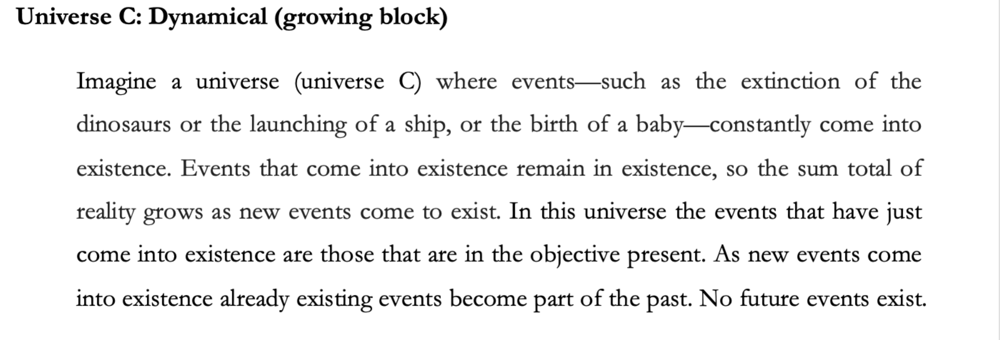 Universe C: Dynamical (growing block)
Imagine a universe (universe C) where events—such as the extinction of the
dinosaurs or the launching of a ship, or the birth of a baby—constantly come into
existence. Events that come into existence remain in existence, so the sum total of
reality grows as new events come to exist. In this universe the events that have just
come into existence are those that are in the objective present. As new events come
into existence already existing events become part of the past. No future events exist.